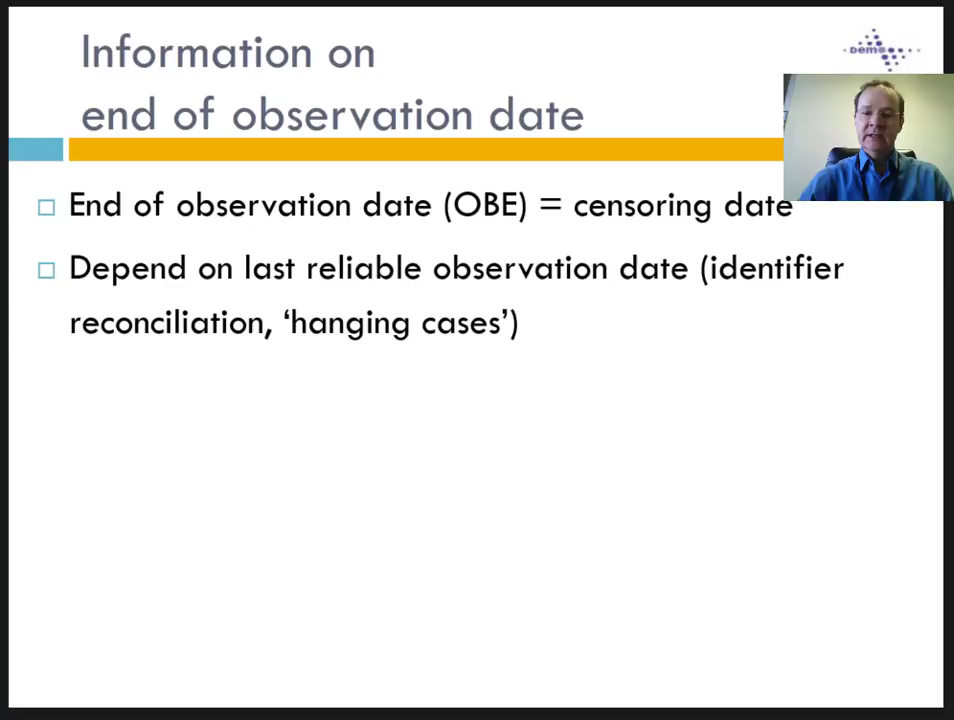 Information on
end of observation date
Demo
End of observation date (OBE) = censoring date
Depend on last reliable observation date (identifier
reconciliation, ‘hanging cases’)